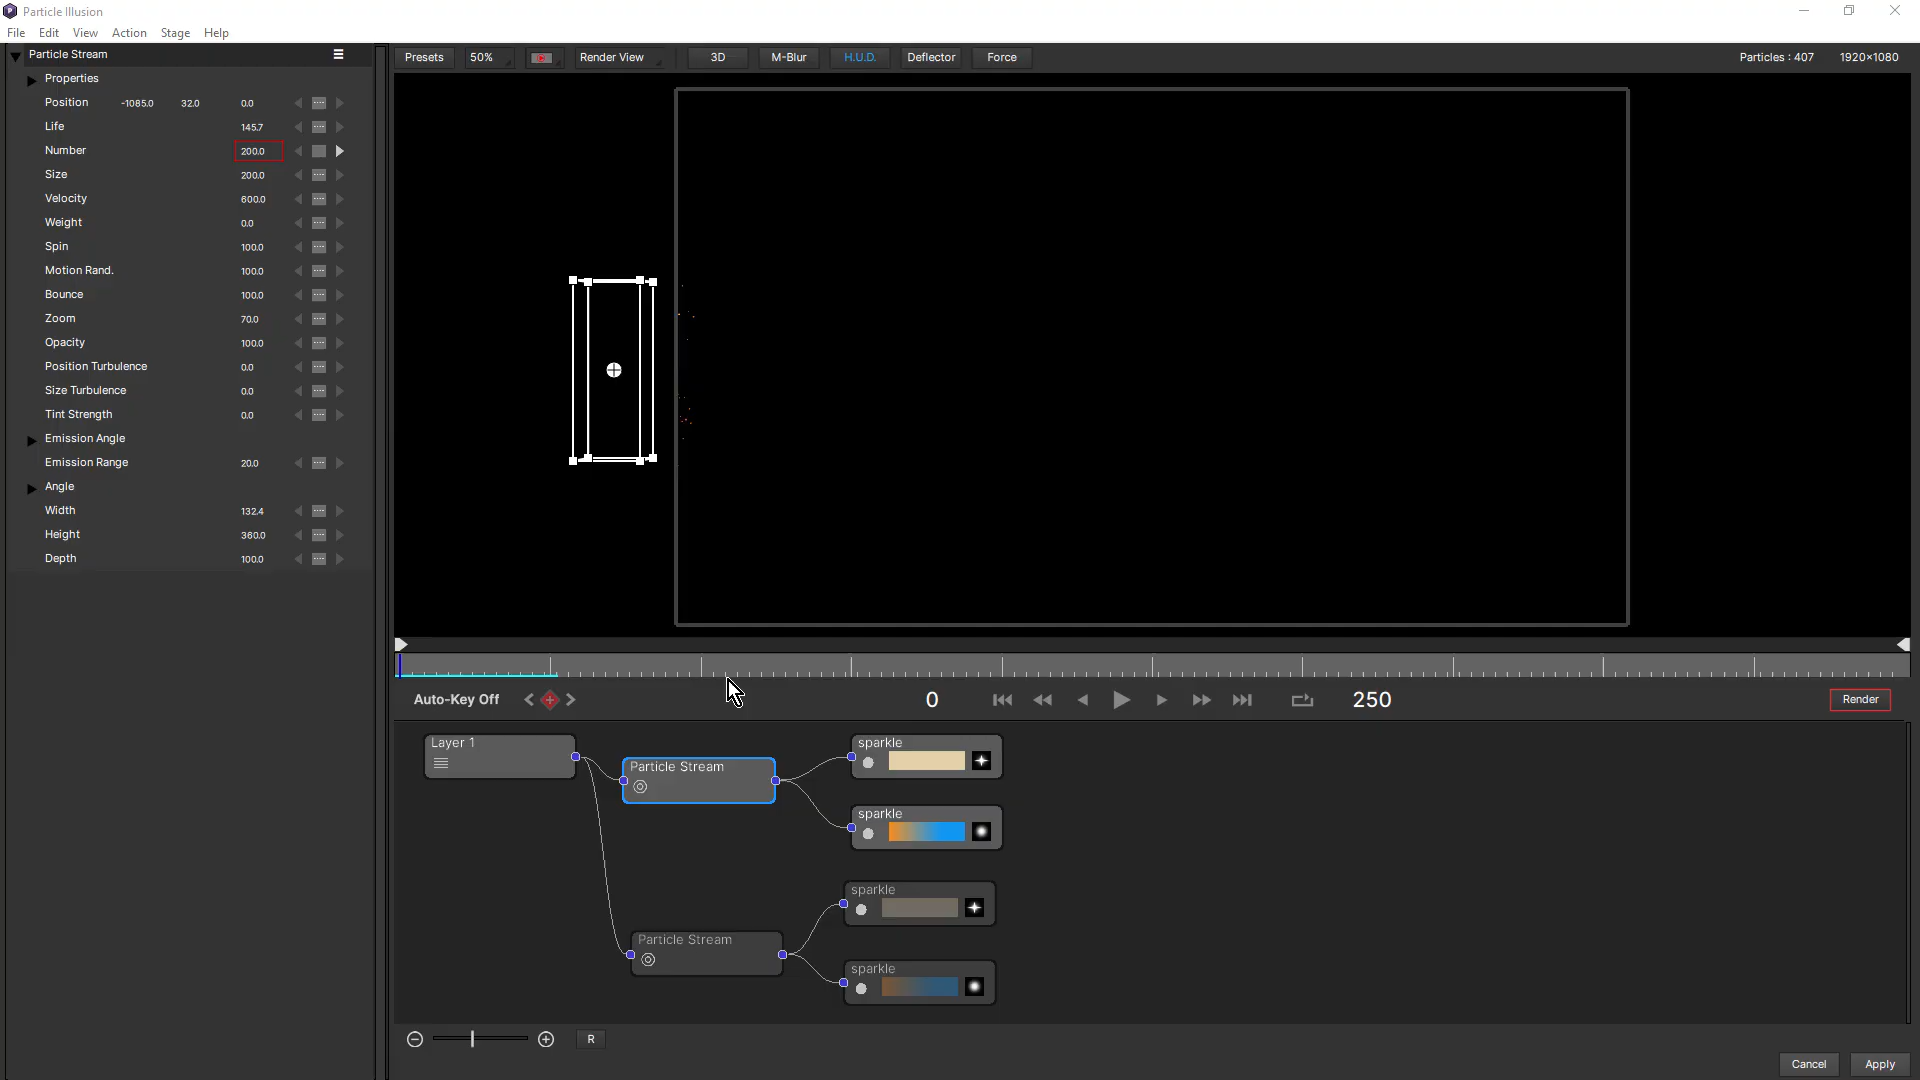 Particle Illusion
File Edit View Action Stage Help
Particle Stream
Presets 50% Render View 3D M-Blur H.U.D. Deflector Force Particles : 407 1920×1080
Properties
Position -1085.0 32.0 0.0
Life 145.7
Number 200.0
Size 200.0
Velocity 600.0
Weight 0.0
Spin 100.0
Motion Rand. 100.0
Bounce 100.0
Zoom 70.0
Opacity 100.0
Position Turbulence 0.0
Size Turbulence 0.0
Tint Strength 0.0
Emission Angle
Emission Range 20.0
Angle
Width 132.4
Height 360.0
Depth 100.0
Auto-Key Off 0 250 Render
Layer 1
Particle Stream
sparkle
sparkle
Particle Stream
sparkle
sparkle
R
Cancel Apply